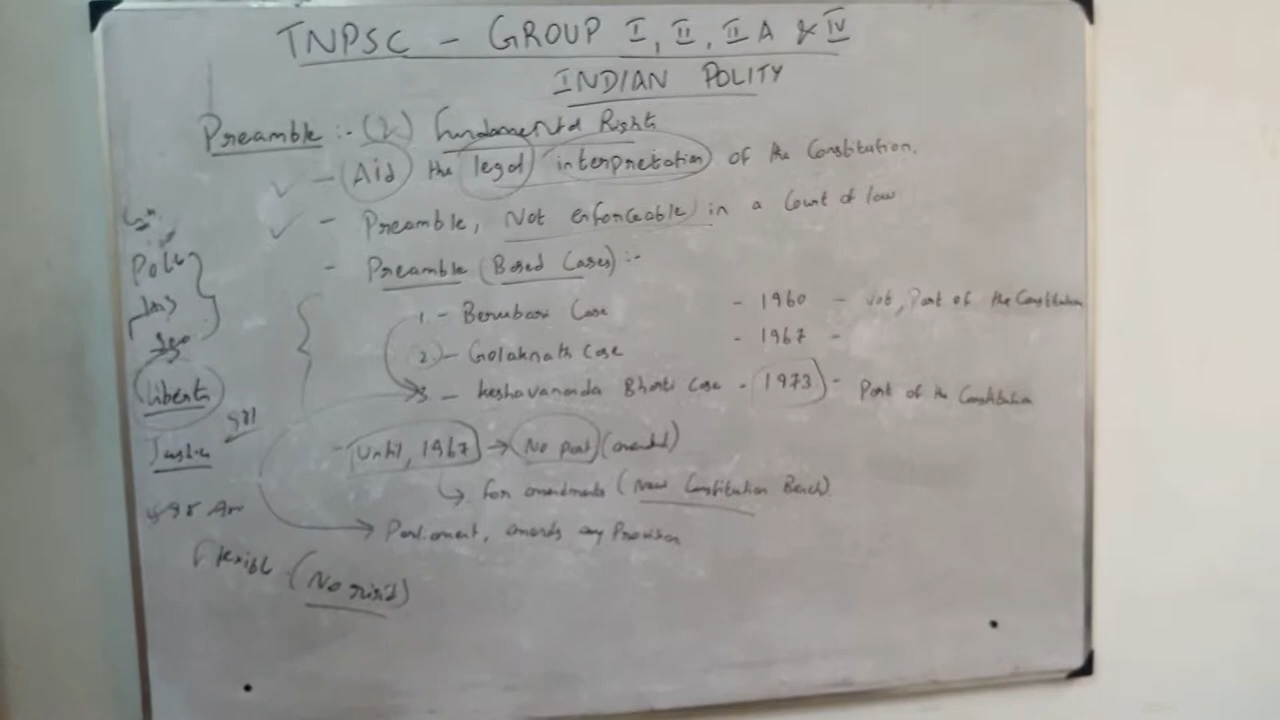 TNPSC - GROUP I, II, II A & IV
INDIAN POLITY
Preamble :- (2) Fundamental Right
- Aid the legal interpretation of the Constitution.
- Preamble, Not enforceable in a Court of law
- Preamble (Based Cases) :-
1 - Berubari Case - 1960 - Not, Part of the Constitution
2 - Golaknath Case - 1967 -
3 - Keshavananda Bharti Case - 1973 - Part of the Constitution
- Until, 1967 → No part (amended)
For amendments (New Constitution Bench)
Parliament, amends any Provision
Liberty
Justice
Flexible - (No rigid)